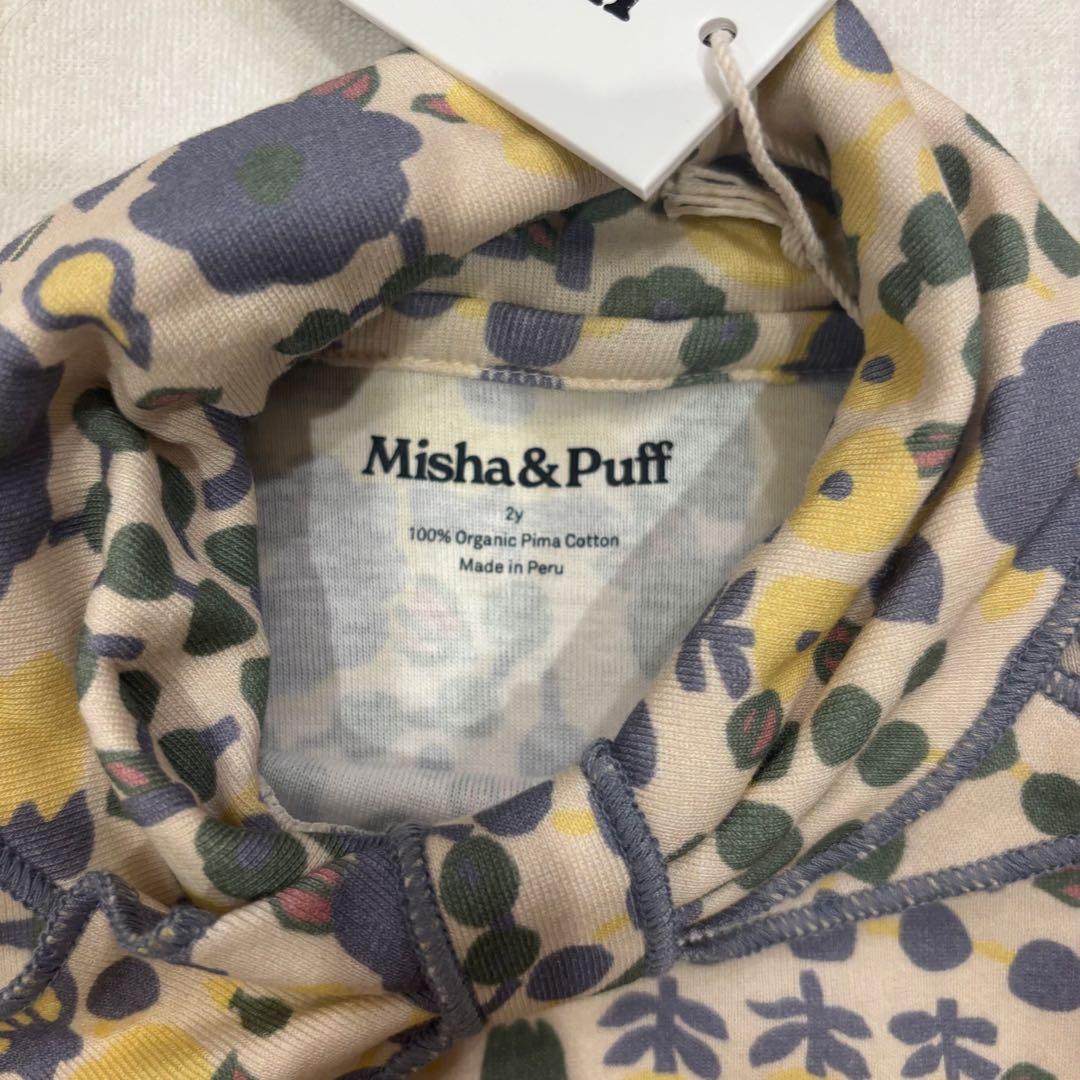 Misha & Puff
2y
100% Organic Pima Cotton
Made in Peru